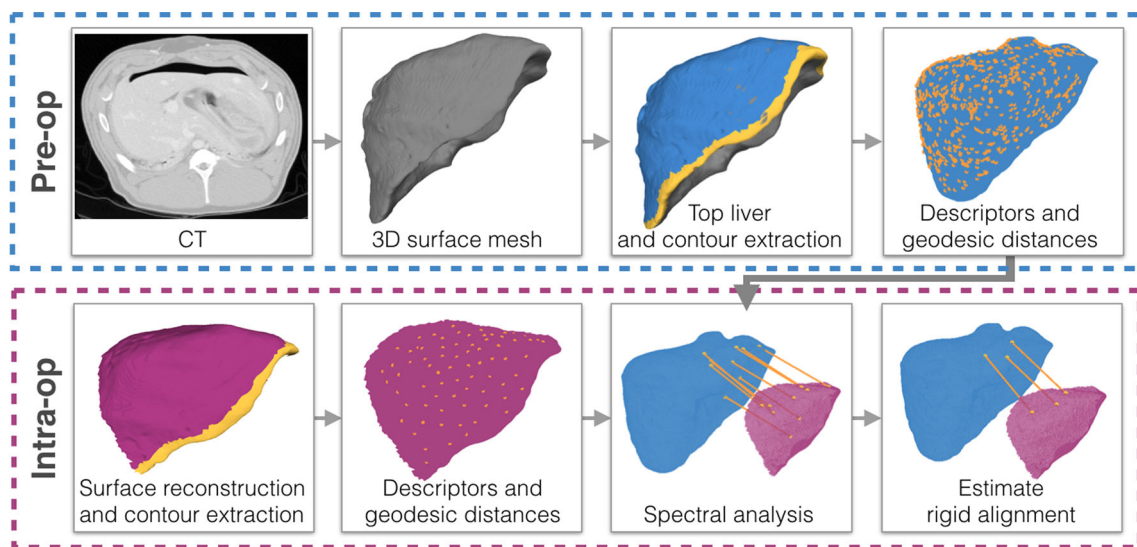 Pre-op
CT
3D surface mesh
Top liver
and contour extraction
Descriptors and
geodesic distances
Intra-op
Surface reconstruction
and contour extraction
Descriptors and
geodesic distances
Spectral analysis
Estimate
rigid alignment